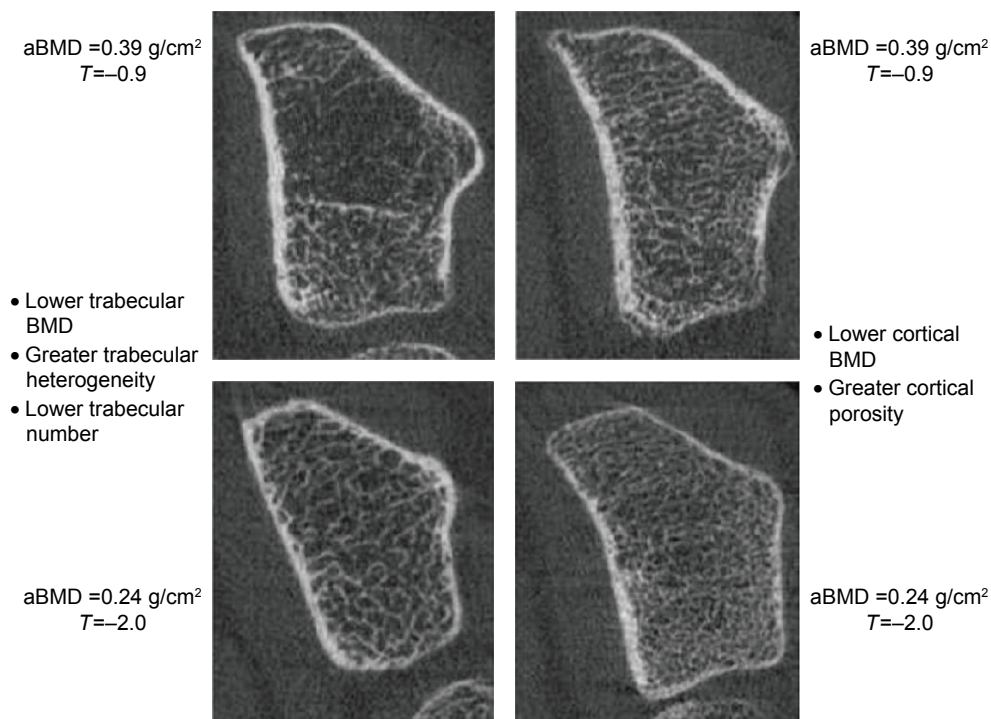 aBMD =0.39 g/cm²
T=–0.9
aBMD =0.39 g/cm²
T=–0.9
• Lower trabecular
BMD
• Greater trabecular
heterogeneity
• Lower trabecular
number
• Lower cortical
BMD
• Greater cortical
porosity
aBMD =0.24 g/cm²
T=–2.0
aBMD =0.24 g/cm²
T=–2.0